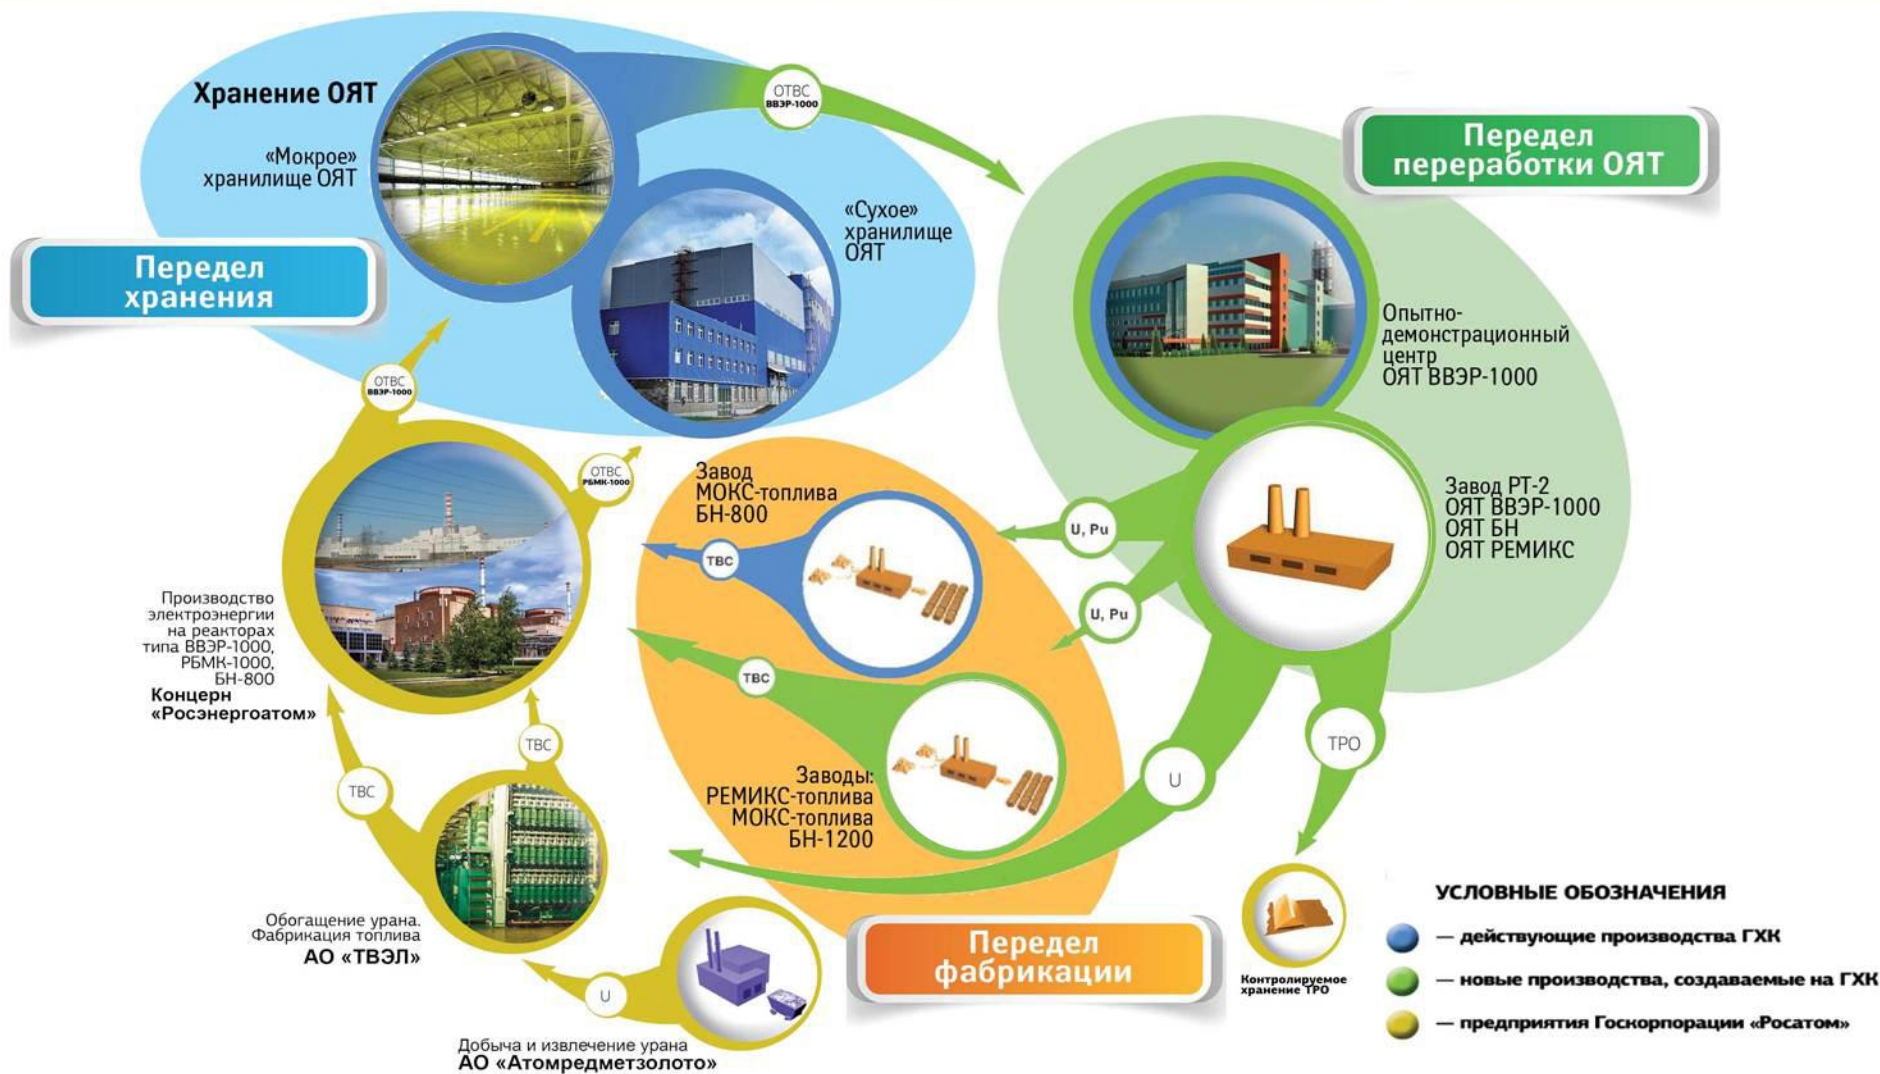 Хранение ОЯТ
«Мокрое»
хранилище ОЯТ
«Сухое»
хранилище
ОЯТ
Передел
хранения
ОТВС
ВВЭР-1000
Передел
переработки ОЯТ
Опытно-
демонстрационный
центр
ОЯТ ВВЭР-1000
Завод РТ-2
ОЯТ ВВЭР-1000
ОЯТ БН
ОЯТ РЕМИКС
ОТВС
ВВЭР-1000
ОТВС
РБМК-1000
Завод
МОКС-топлива
БН-800
ТВС
U, Pu
U, Pu
ТВС
Заводы:
РЕМИКС-топлива
МОКС-топлива
БН-1200
U
ТРО
Производство
электроэнергии
на реакторах
типа ВВЭР-1000,
РБМК-1000,
БН-800
Концерн
«Росэнергоатом»
ТВС
ТВС
Обогащение урана.
Фабрикация топлива
АО «ТВЭЛ»
U
Добыча и извлечение урана
АО «Атомредметзолото»
Передел
фабрикации
Контролируемое
хранение ТРО
УСЛОВНЫЕ ОБОЗНАЧЕНИЯ
— действующие производства ГХК
— новые производства, создаваемые на ГХК
— предприятия Госкорпорации «Росатом»